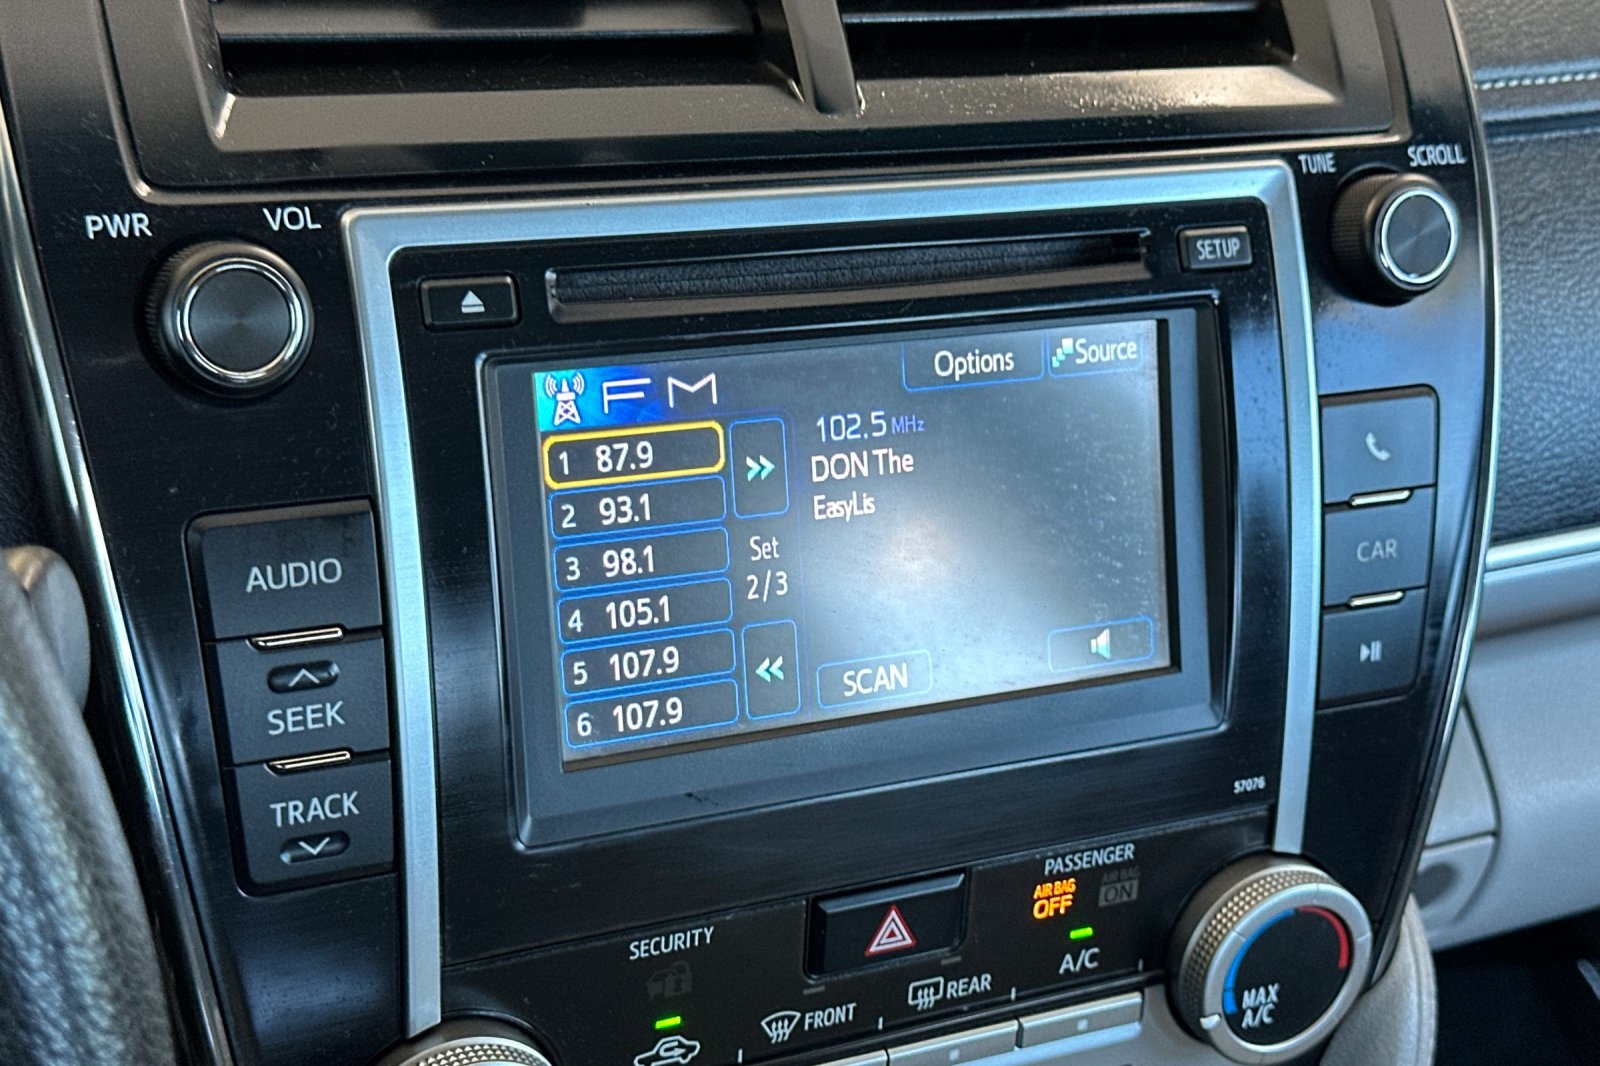 TUNE
SCROLL
PWR
VOL
SETUP
FM
Options
Source
1 87.9
2 93.1
3 98.1
4 105.1
5 107.9
6 107.9
Set
2/3
102.5 MHz
DON The
EasyLis
SCAN
AUDIO
SEEK
TRACK
CAR
57076
PASSENGER
AIR BAG
OFF
AIR BAG
ON
SECURITY
A/C
FRONT
REAR
MAX
A/C